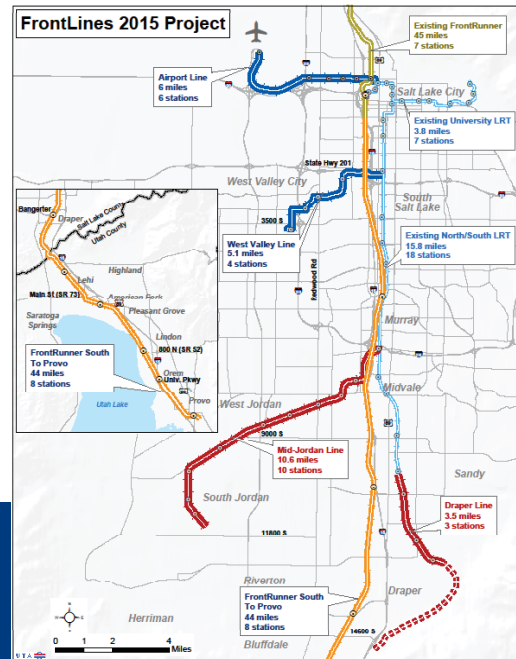 FrontLines 2015 Project
Existing FrontRunner
45 miles
7 stations
Airport Line
6 miles
6 stations
Salt Lake City
Existing University LRT
3.8 miles
7 stations
State Hwy 201
West Valley City
South
Salt Lake
3500 S
West Valley Line
5.1 miles
4 stations
Redwood Rd
Existing North/South LRT
15.8 miles
18 stations
Bangerter
Draper
Salt Lake County
Utah County
Lehi
Highland
Main St (SR 73)
American Fork
Pleasant Grove
Saratoga
Springs
Lindon
800 N (SR 52)
Orem
Univ. Pkwy
Provo
FrontRunner South
To Provo
44 miles
8 stations
Utah Lake
Murray
Midvale
West Jordan
9000 S
Mid-Jordan Line
10.6 miles
10 stations
Sandy
South Jordan
Draper Line
3.5 miles
3 stations
11800 S
Riverton
FrontRunner South
To Provo
44 miles
8 stations
Draper
Herriman
Bluffdale
14600 S
0 1 2 4
Miles
UTA